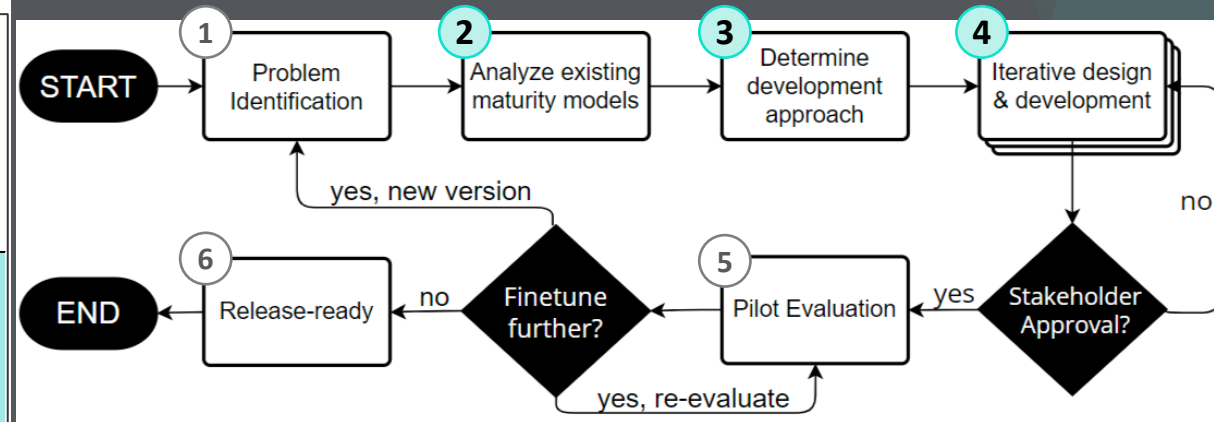 1
2
3
4
START
Problem
Identification
Analyze existing
maturity models
Determine
development
approach
Iterative design
& development
yes, new version
no
6
5
END
Release-ready
no
Finetune
further?
Pilot Evaluation
yes
Stakeholder
Approval?
yes, re-evaluate